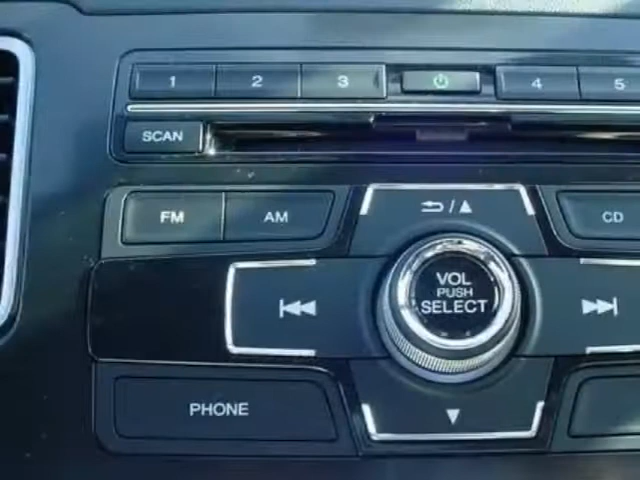 1 2 3 4 5
SCAN
FM AM / CD
VOL
PUSH
SELECT
PHONE